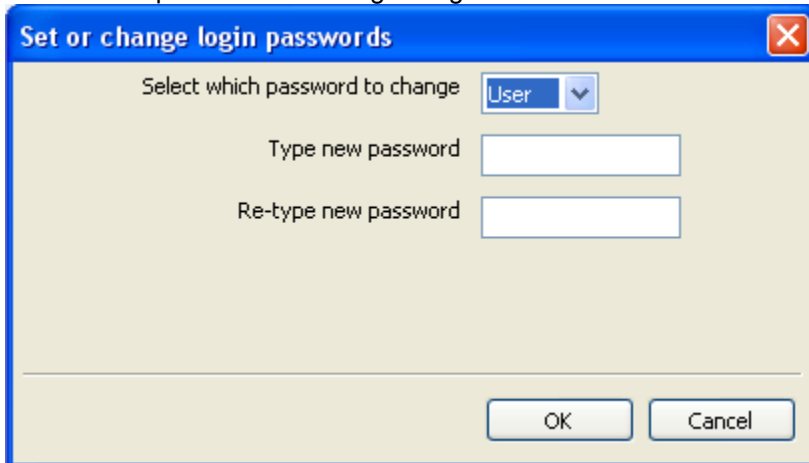 Set or change login passwords
Select which password to change User
Type new password
Re-type new password
OK Cancel